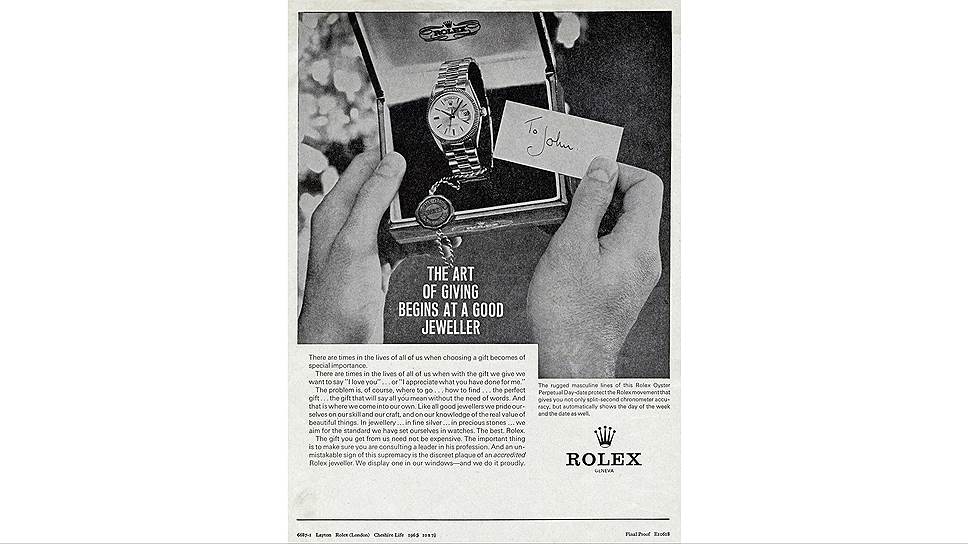 ROLEX
To John.
ROLEX
THE ART
OF GIVING
BEGINS AT A GOOD
JEWELLER
There are times in the lives of all of us when choosing a gift becomes of
special importance.
There are times in the lives of all of us when with the gift we give we
want to say "I love you" . . . or "I appreciate what you have done for me."
The problem is, of course, where to go . . . how to find . . . the perfect
gift . . . the gift that will say all you mean without the need of words. And
that is where we come into our own. Like all good jewellers we pride our-
selves on our skill and our craft, and on our knowledge of the real value of
beautiful things. In jewellery . . . in fine silver . . . in precious stones . . . we
aim for the standard we have set ourselves in watches. The best. Rolex.
The gift you get from us need not be expensive. The important thing
is to make sure you are consulting a leader in his profession. And an un-
mistakable sign of this supremacy is the discreet plaque of an accredited
Rolex jeweller. We display one in our windows—and we do it proudly.
The rugged masculine lines of this Rolex Oyster
Perpetual Day-date protect the Rolex movement that
gives you not only split-second chronometer accu-
racy, but automatically shows the day of the week
and the date as well.
ROLEX
GENEVA
6687-1 Layton Rolex (London) Cheshire Life 1965 10 x 7½
Final Proof E10618